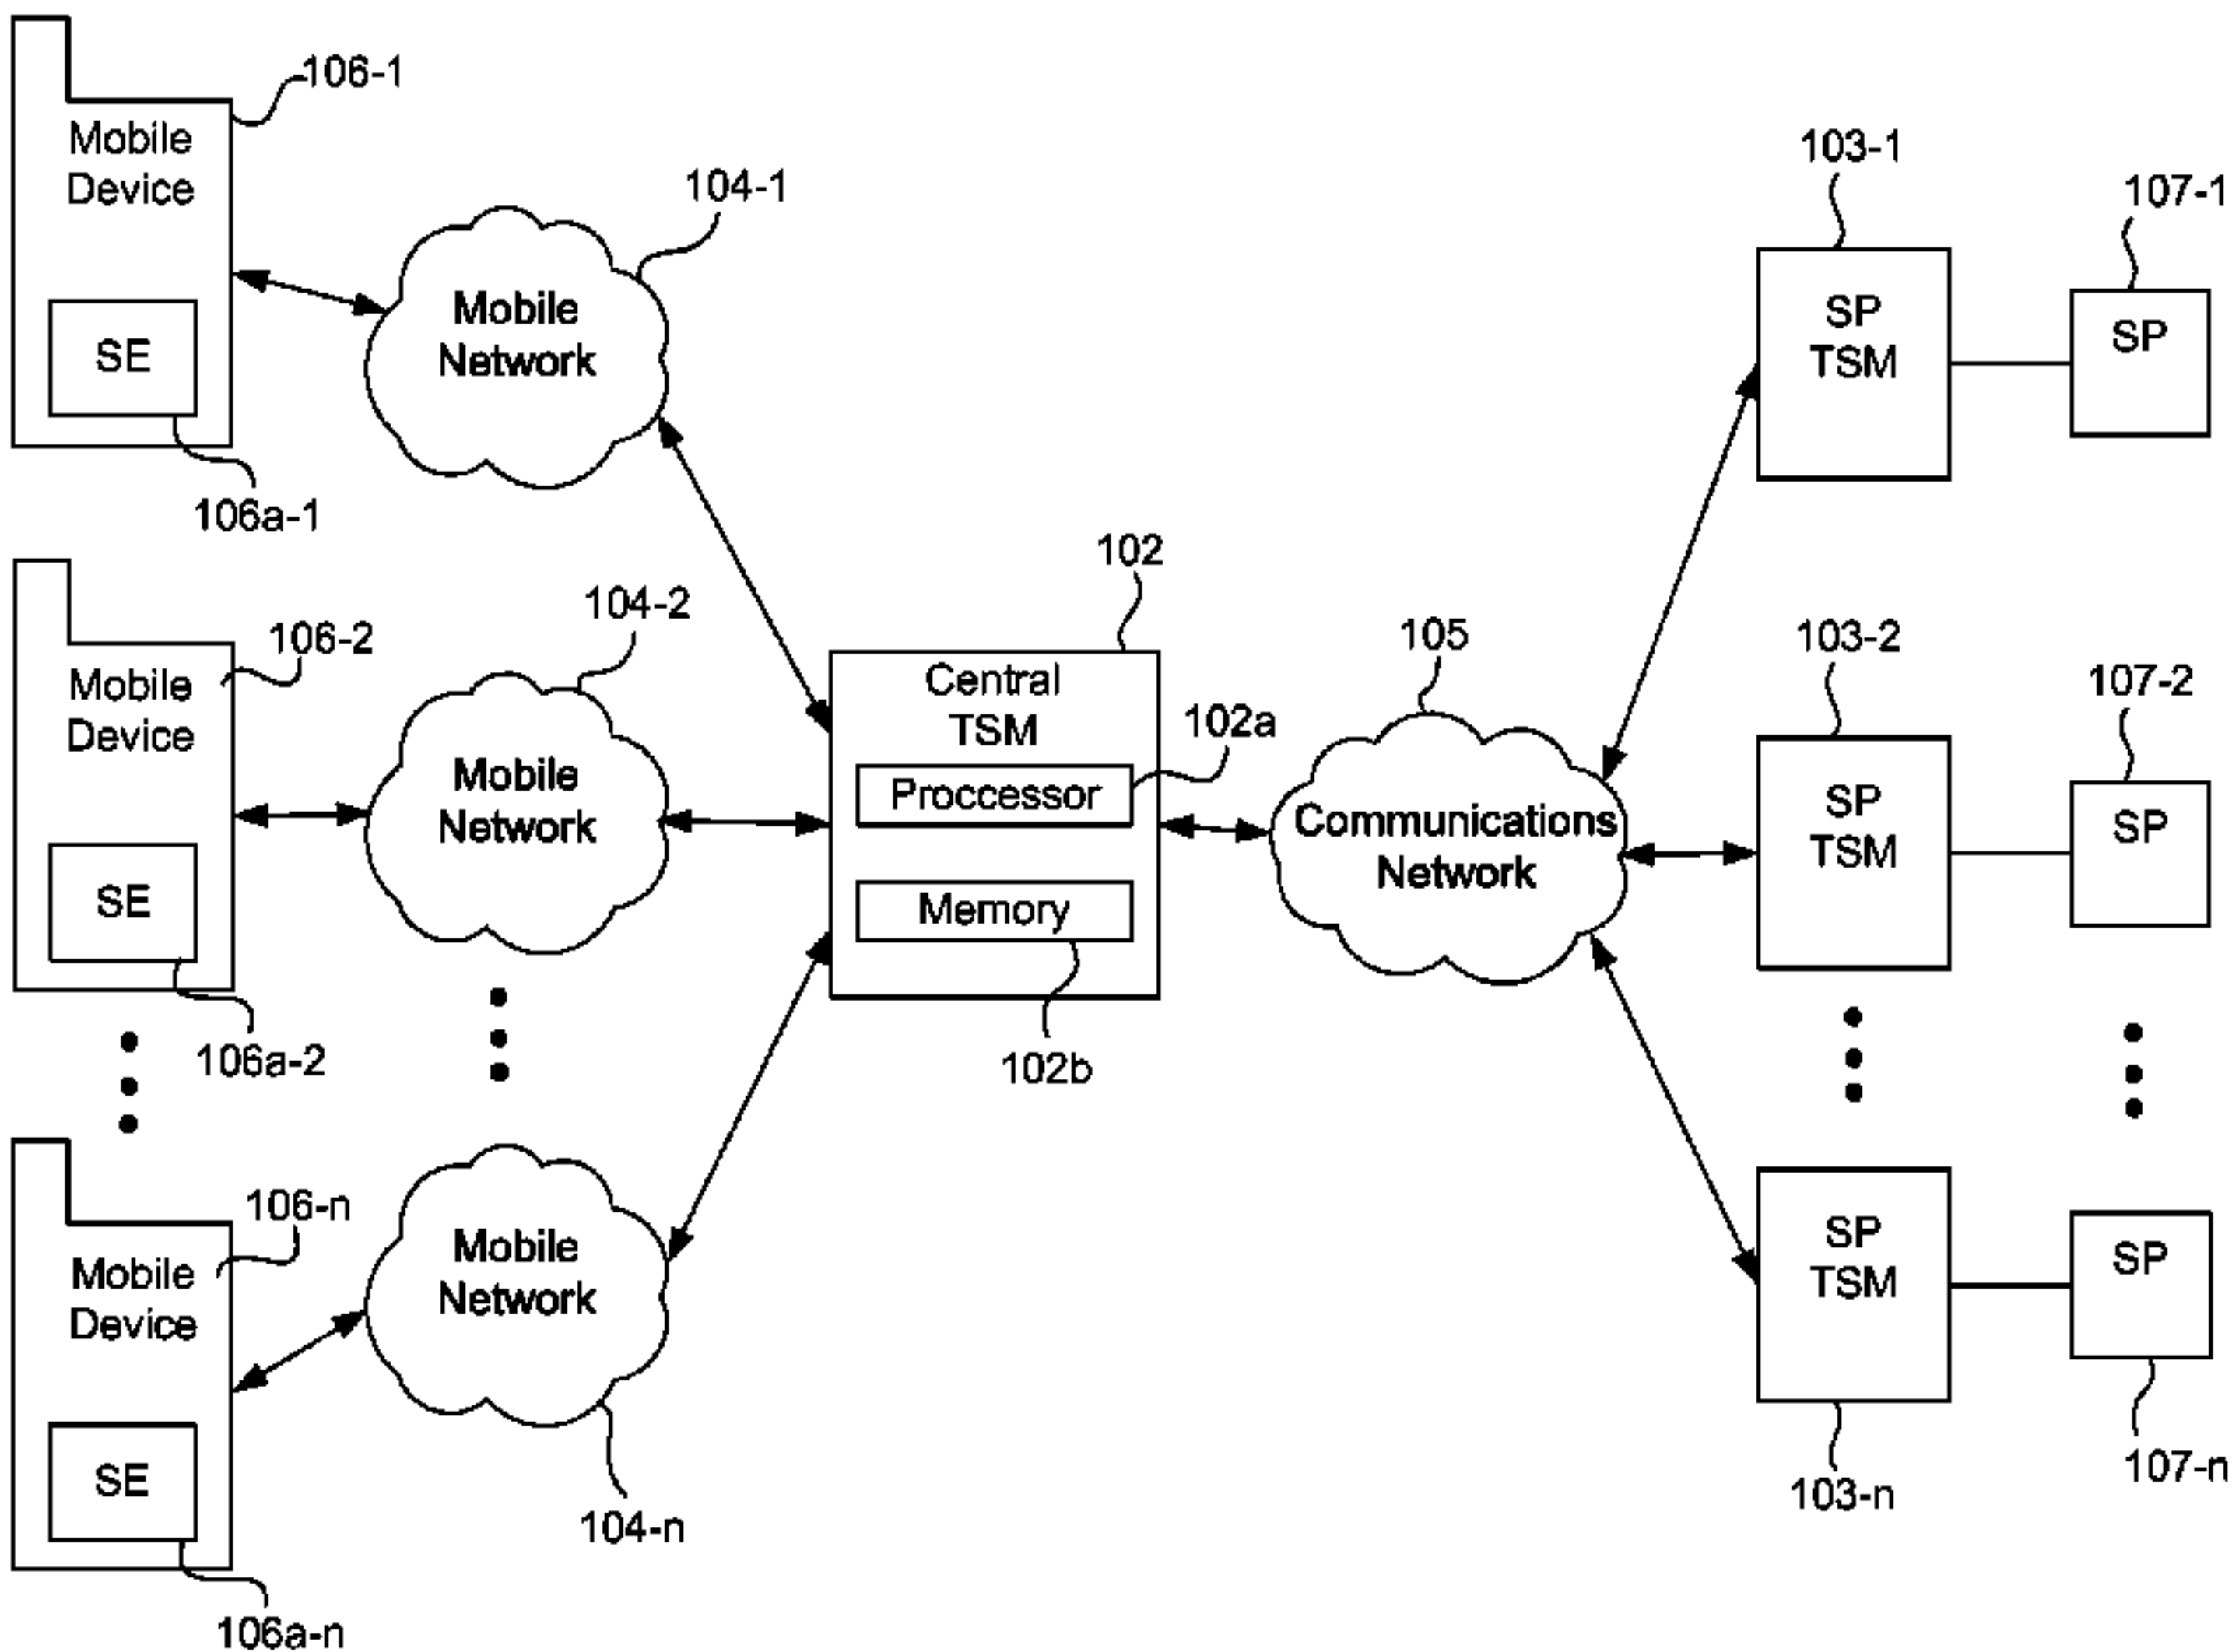 106-1
Mobile
Device
SE
106a-1
104-1
Mobile
Network
106-2
Mobile
Device
SE
106a-2
104-2
Mobile
Network
106-n
Mobile
Device
SE
106a-n
Mobile
Network
104-n
102
Central
TSM
102a
Proccessor
Memory
102b
105
Communications
Network
103-1
SP
TSM
107-1
SP
103-2
SP
TSM
107-2
SP
SP
TSM
103-n
SP
107-n